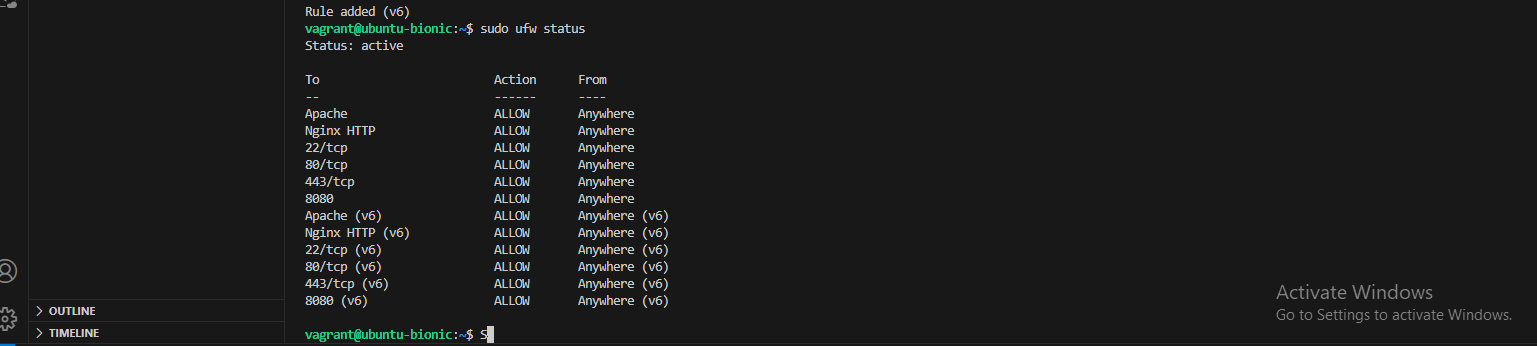 Rule added (v6)
vagrant@ubuntu-bionic:~$ sudo ufw status
Status: active
To Action From
-- ------ ----
Apache ALLOW Anywhere
Nginx HTTP ALLOW Anywhere
22/tcp ALLOW Anywhere
80/tcp ALLOW Anywhere
443/tcp ALLOW Anywhere
8080 ALLOW Anywhere
Apache (v6) ALLOW Anywhere (v6)
Nginx HTTP (v6) ALLOW Anywhere (v6)
22/tcp (v6) ALLOW Anywhere (v6)
80/tcp (v6) ALLOW Anywhere (v6)
443/tcp (v6) ALLOW Anywhere (v6)
8080 (v6) ALLOW Anywhere (v6)
vagrant@ubuntu-bionic:~$ S
OUTLINE
TIMELINE
Activate Windows
Go to Settings to activate Windows.